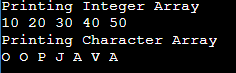 Printing Integer Array
10 20 30 40 50
Printing Character Array
O O P J A V A